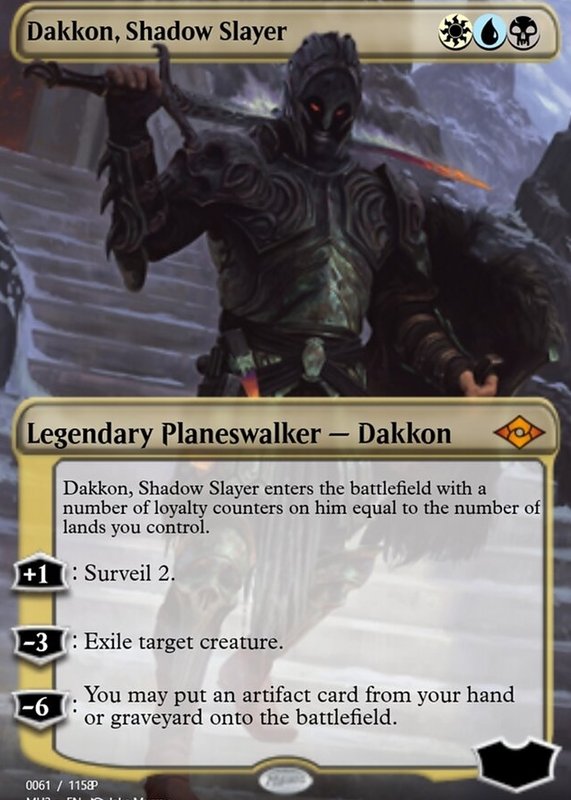 Dakkon, Shadow Slayer
Legendary Planeswalker — Dakkon
Dakkon, Shadow Slayer enters the battlefield with a
number of loyalty counters on him equal to the number of
lands you control.
+1 : Surveil 2.
−3 : Exile target creature.
−6 : You may put an artifact card from your hand
or graveyard onto the battlefield.
0061 / 1158P